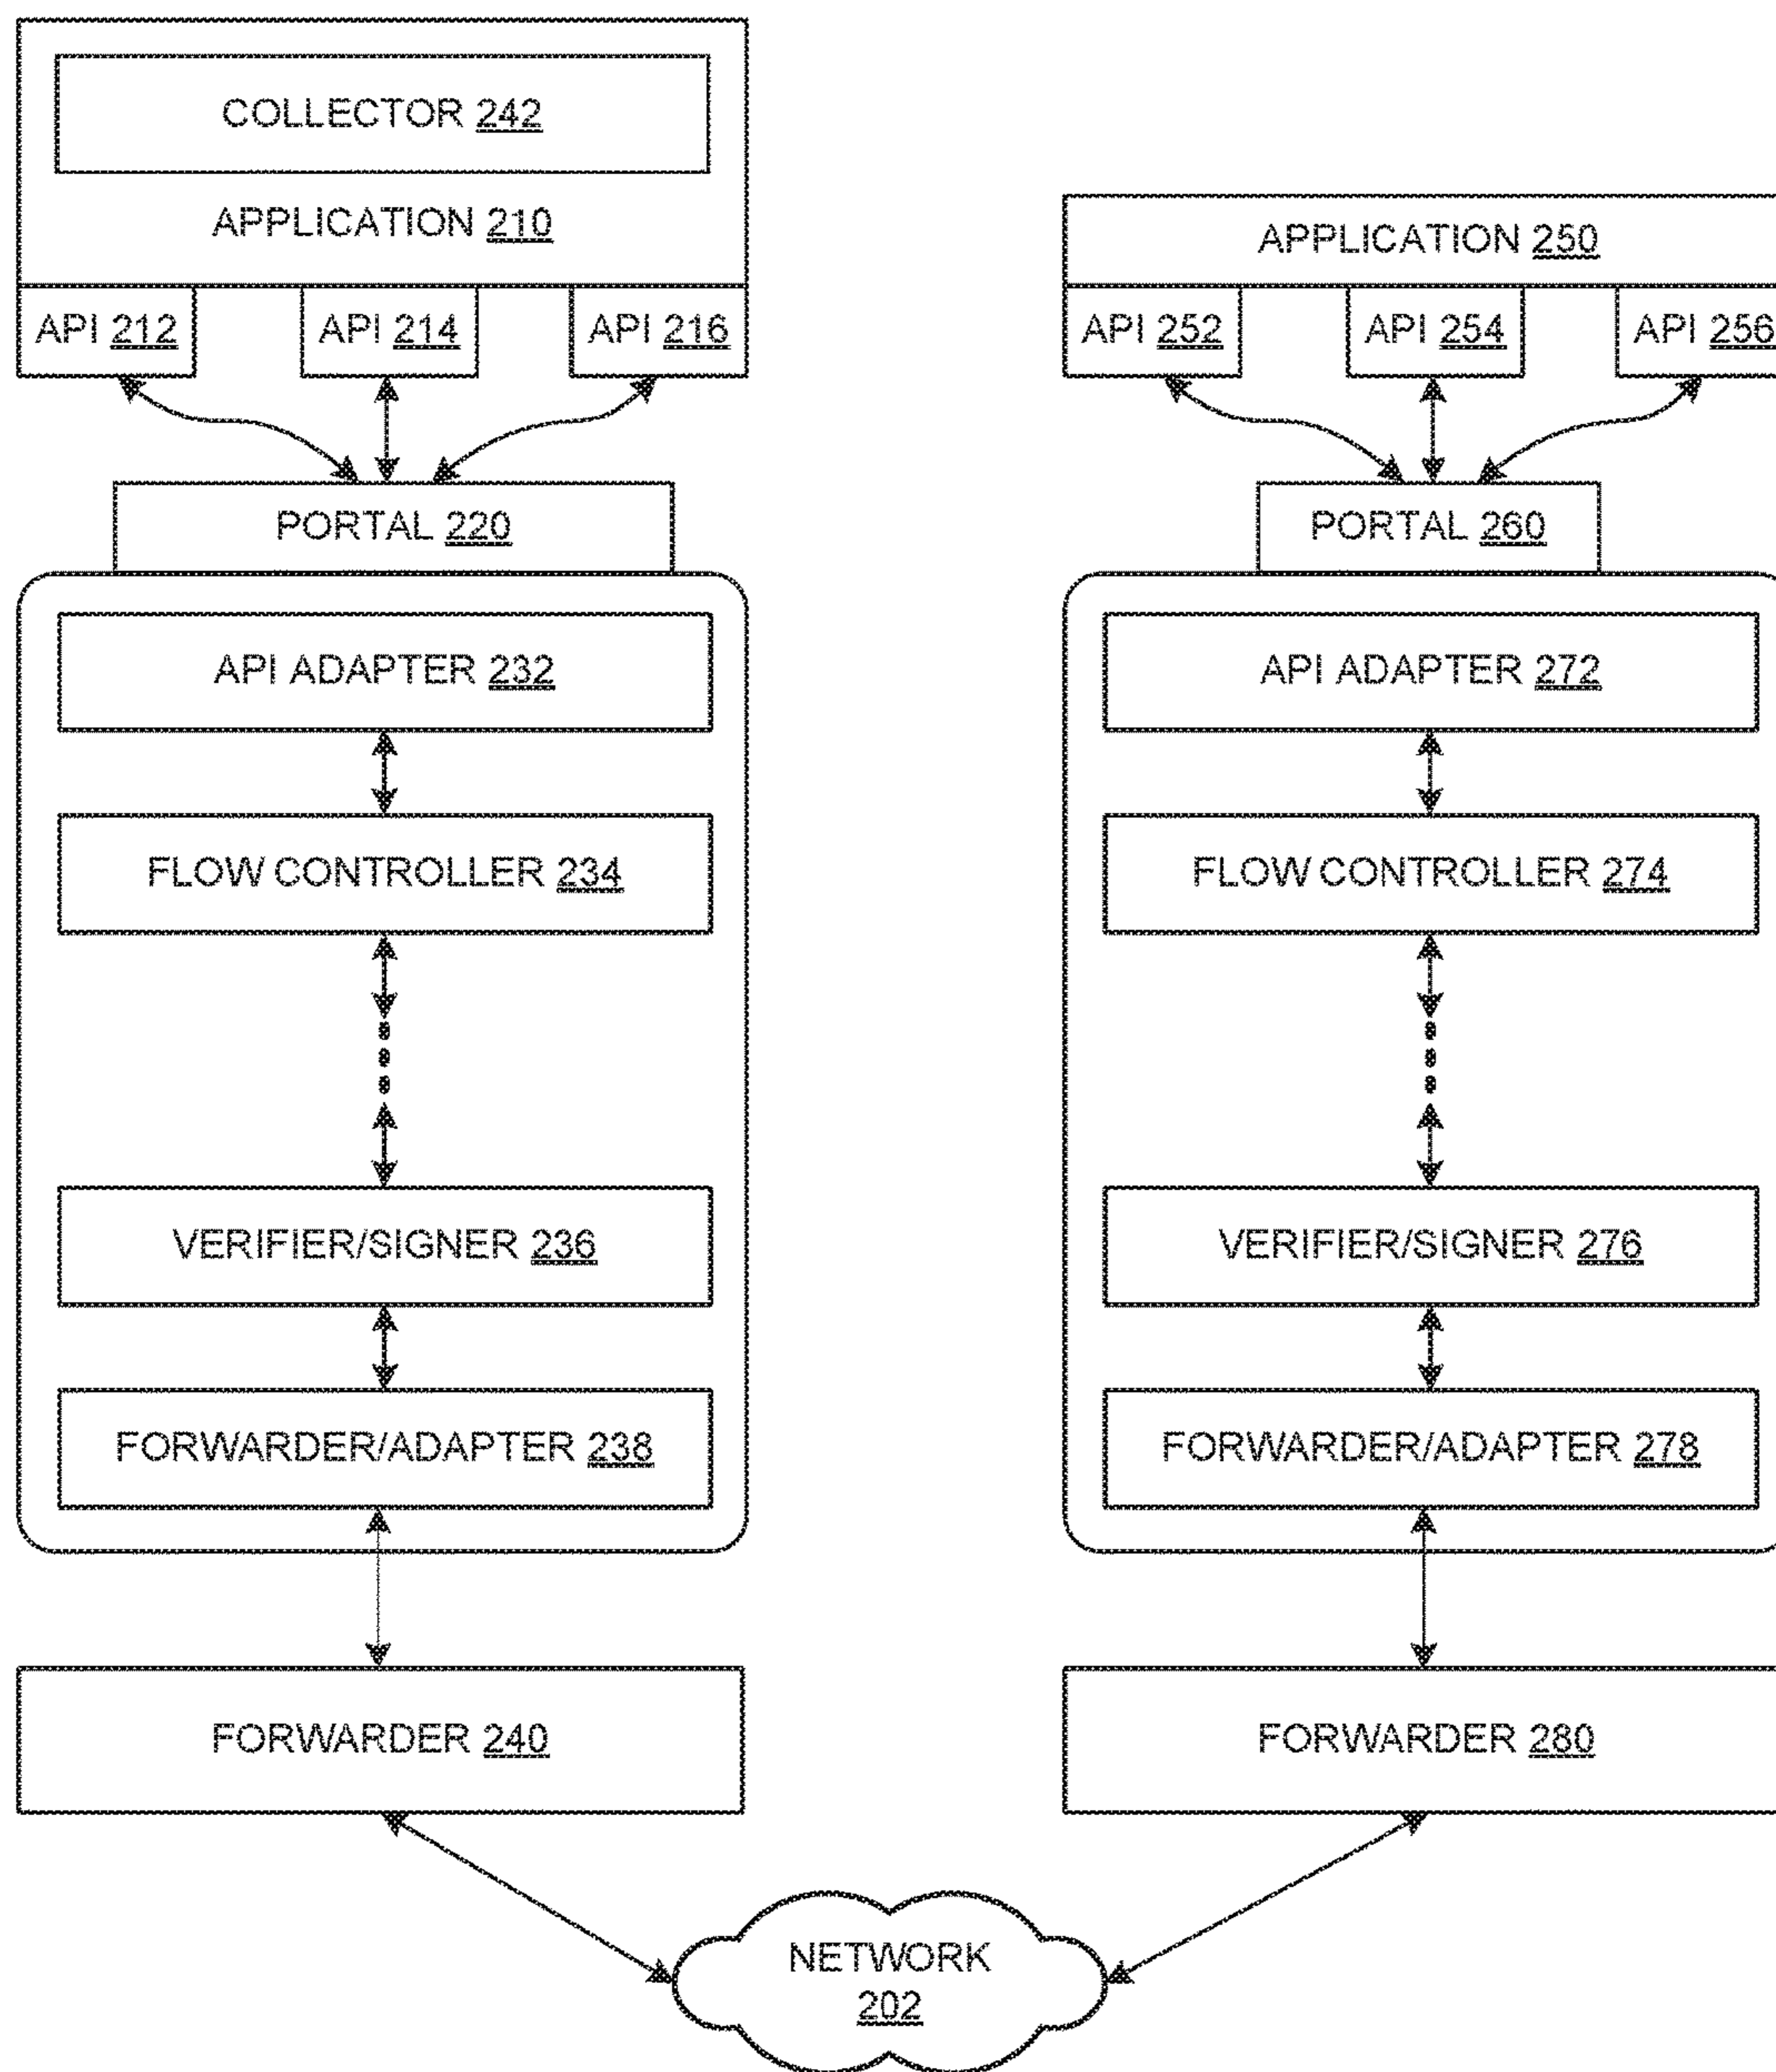 COLLECTOR 242
APPLICATION 210
API 212
API 214
API 216
PORTAL 220
API ADAPTER 232
FLOW CONTROLLER 234
VERIFIER/SIGNER 236
FORWARDER/ADAPTER 238
FORWARDER 240
APPLICATION 250
API 252
API 254
API 256
PORTAL 260
API ADAPTER 272
FLOW CONTROLLER 274
VERIFIER/SIGNER 276
FORWARDER/ADAPTER 278
FORWARDER 280
NETWORK
202